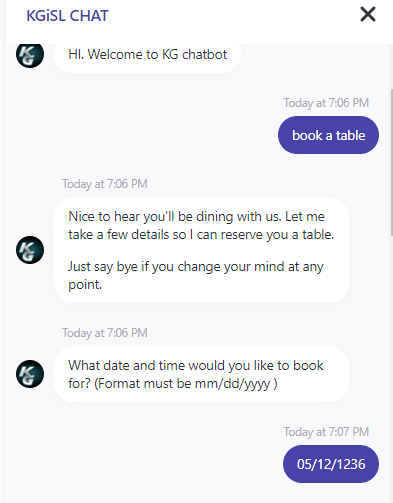 KGiSL CHAT
HI. Welcome to KG chatbot
Today at 7:06 PM
book a table
Today at 7:06 PM
Nice to hear you'll be dining with us. Let me
take a few details so I can reserve you a table.
Just say bye if you change your mind at any
point.
Today at 7:06 PM
What date and time would you like to book
for? (Format must be mm/dd/yyyy )
Today at 7:07 PM
05/12/1236